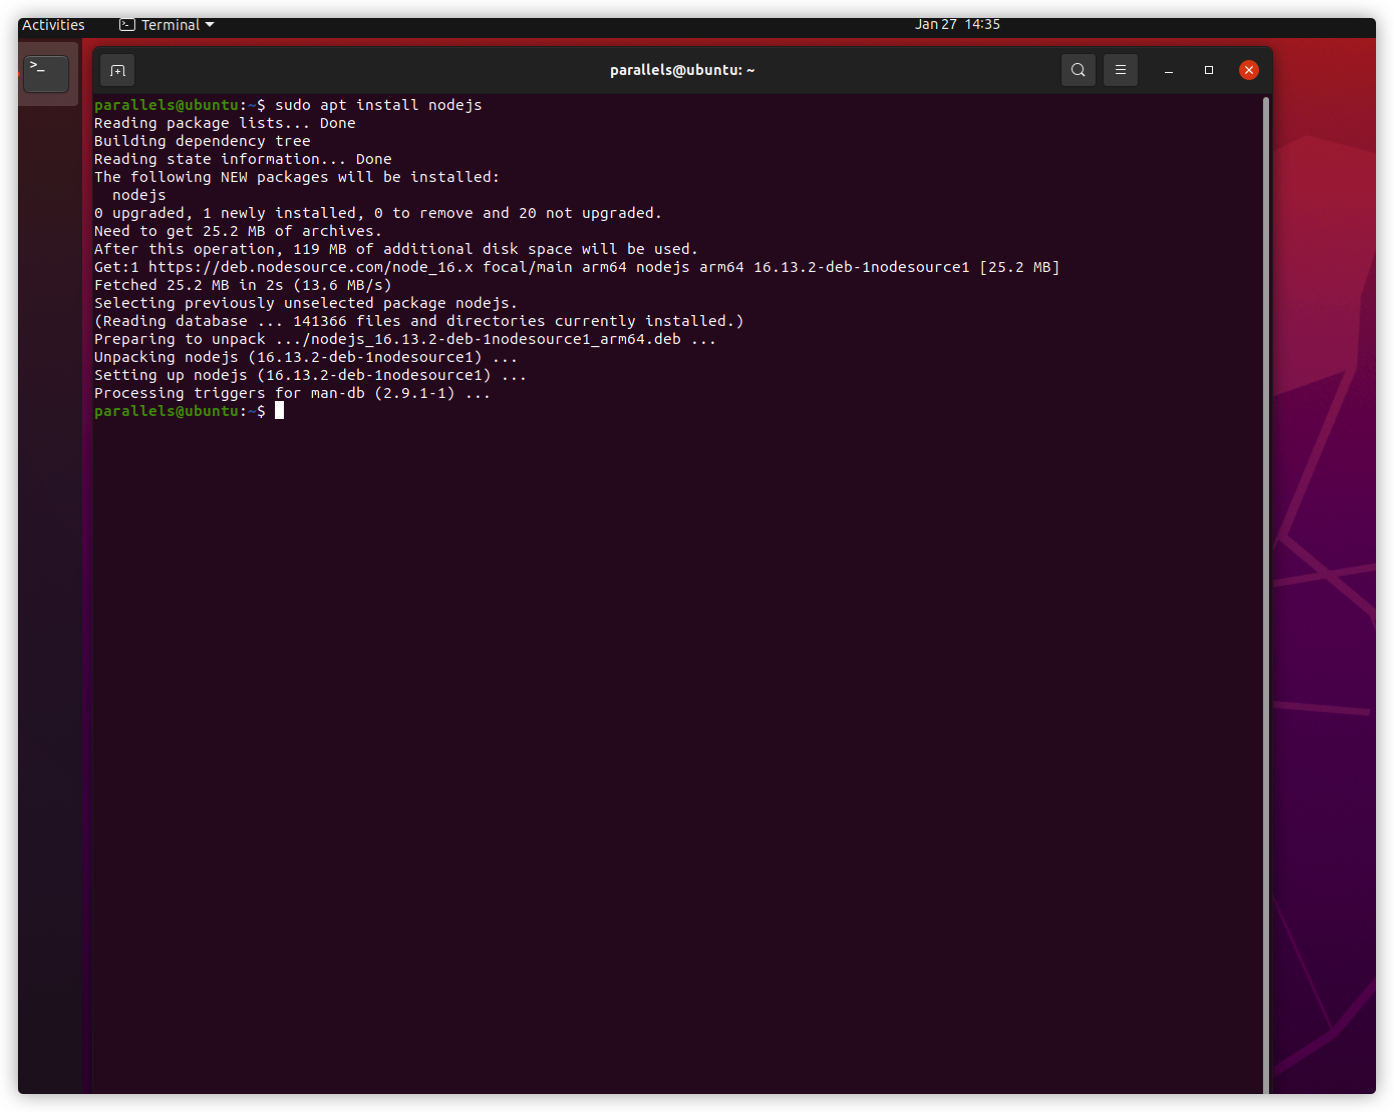 Activities Terminal Jan 27 14:35
>_
parallels@ubuntu: ~
parallels@ubuntu:~$ sudo apt install nodejs
Reading package lists... Done
Building dependency tree
Reading state information... Done
The following NEW packages will be installed:
  nodejs
0 upgraded, 1 newly installed, 0 to remove and 20 not upgraded.
Need to get 25.2 MB of archives.
After this operation, 119 MB of additional disk space will be used.
Get:1 https://deb.nodesource.com/node_16.x focal/main arm64 nodejs arm64 16.13.2-deb-1nodesource1 [25.2 MB]
Fetched 25.2 MB in 2s (13.6 MB/s)
Selecting previously unselected package nodejs.
(Reading database ... 141366 files and directories currently installed.)
Preparing to unpack .../nodejs_16.13.2-deb-1nodesource1_arm64.deb ...
Unpacking nodejs (16.13.2-deb-1nodesource1) ...
Setting up nodejs (16.13.2-deb-1nodesource1) ...
Processing triggers for man-db (2.9.1-1) ...
parallels@ubuntu:~$